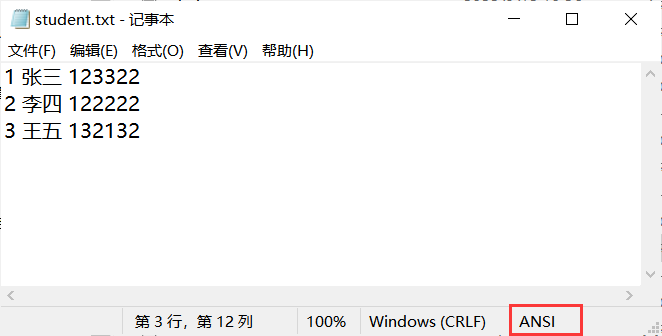 student.txt - 记事本
文件(F) 编辑(E) 格式(O) 查看(V) 帮助(H)
1 张三 123322
2 李四 122222
3 王五 132132
第 3 行，第 12 列 100% Windows (CRLF) ANSI